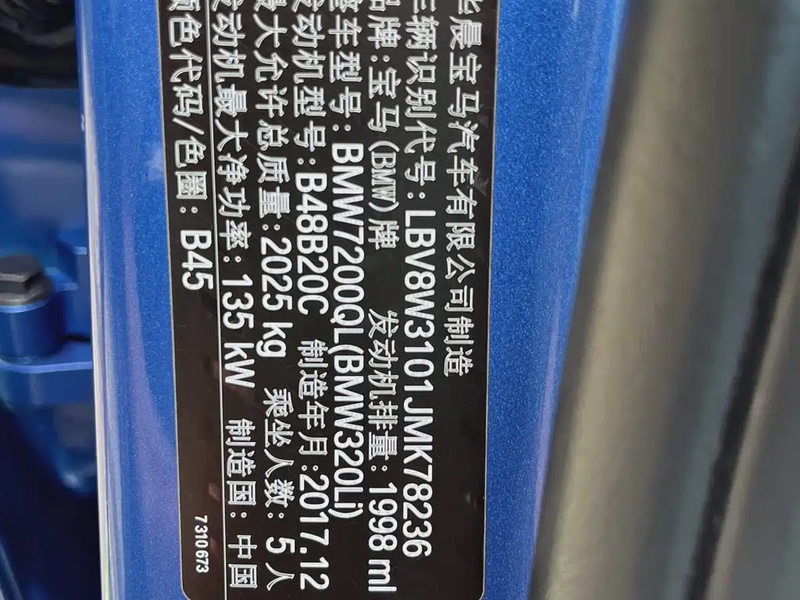 华晨宝马汽车有限公司制造
车辆识别代号: LBV8W3101JMK78236
品牌: 宝马(BMW)牌 发动机排量: 1998 ml
整车型号: BMW7200QL(BMW320Li)
发动机型号: B48B20C 制造年月: 2017.12
最大允许总质量: 2025 kg 乘坐人数: 5 人
发动机最大净功率: 135 kW 制造国: 中国
颜色代码/色圈: B45
7310673